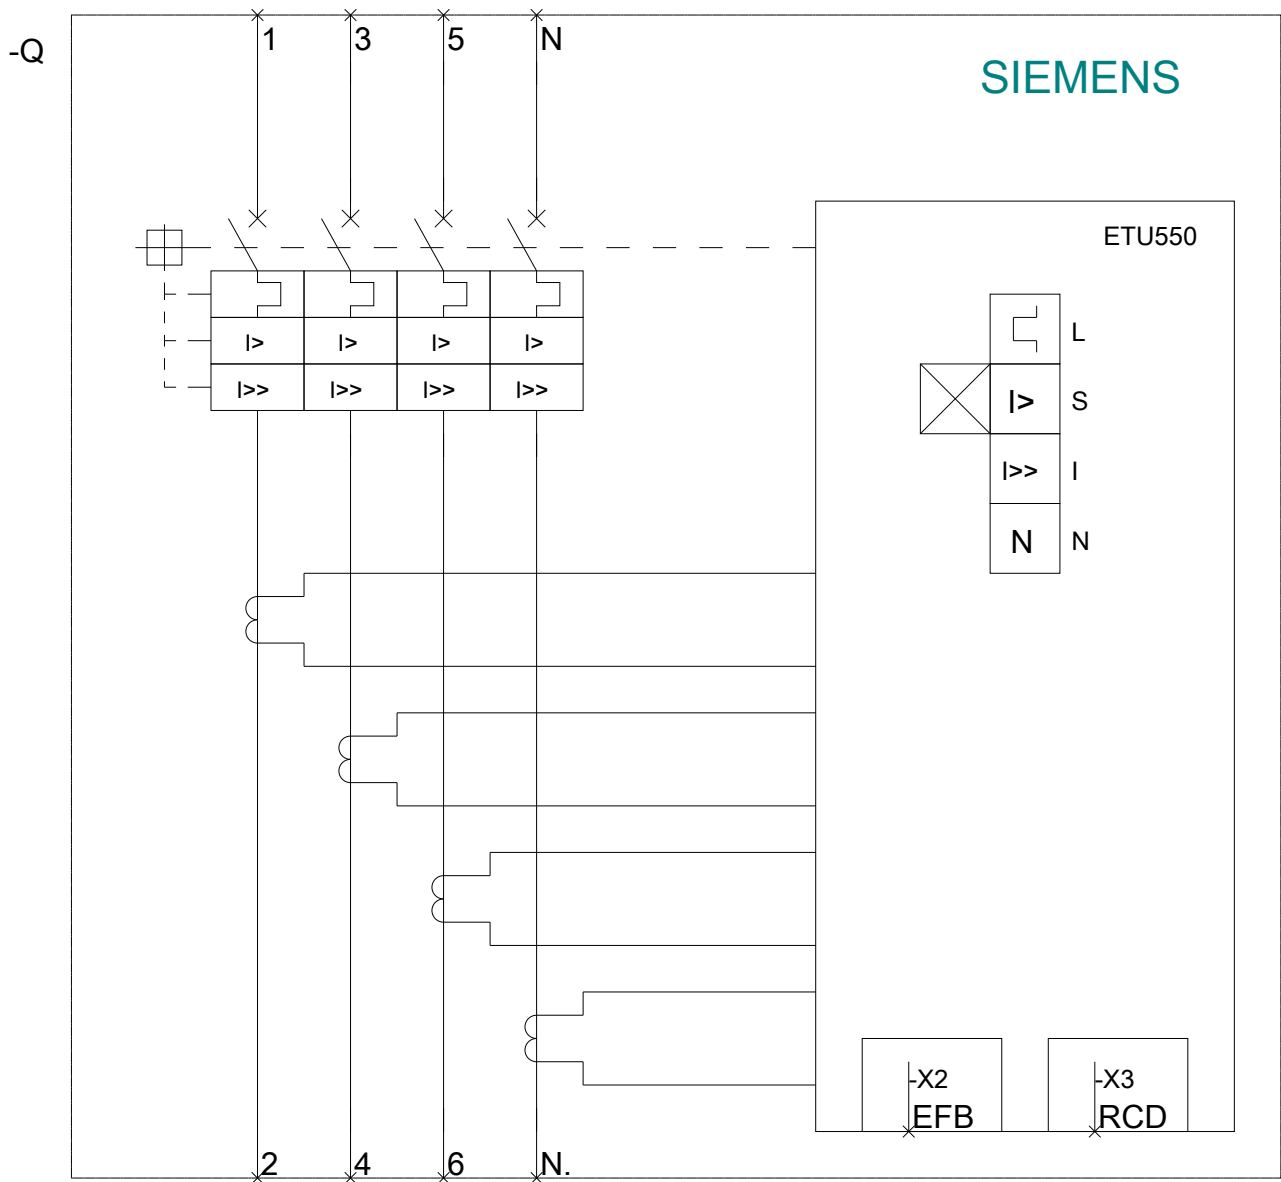 1 3 5 N
-Q
SIEMENS
ETU550
L
I> I> I> I>
I>> I>> I>> I>>
I> S
I>> I
N N
-X2 -X3
EFB RCD
2 4 6 N.